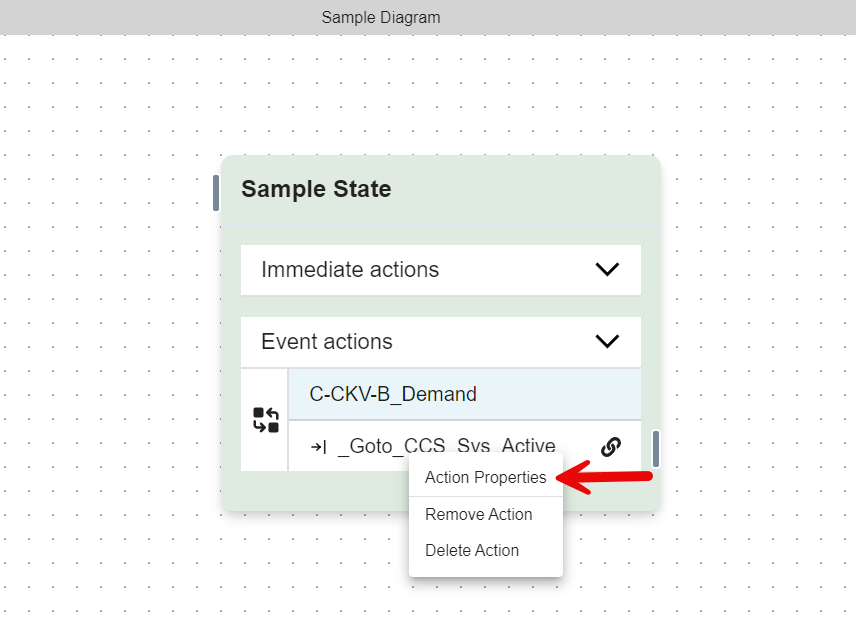 Sample Diagram
Sample State
Immediate actions
Event actions
C-CKV-B_Demand
_Goto_CCS_Sys_Active
Action Properties
Remove Action
Delete Action